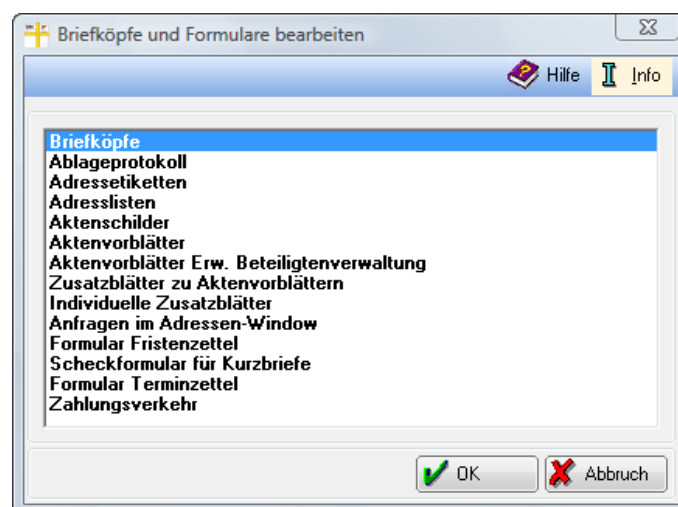 Briefköpfe und Formulare bearbeiten
Hilfe Info
Briefköpfe
Ablageprotokoll
Adressetiketten
Adresslisten
Aktenschilder
Aktenvorblätter
Aktenvorblätter Erw. Beteiligtenverwaltung
Zusatzblätter zu Aktenvorblättern
Individuelle Zusatzblätter
Anfragen im Adressen-Window
Formular Fristenzettel
Scheckformular für Kurzbriefe
Formular Terminzettel
Zahlungsverkehr
OK Abbruch